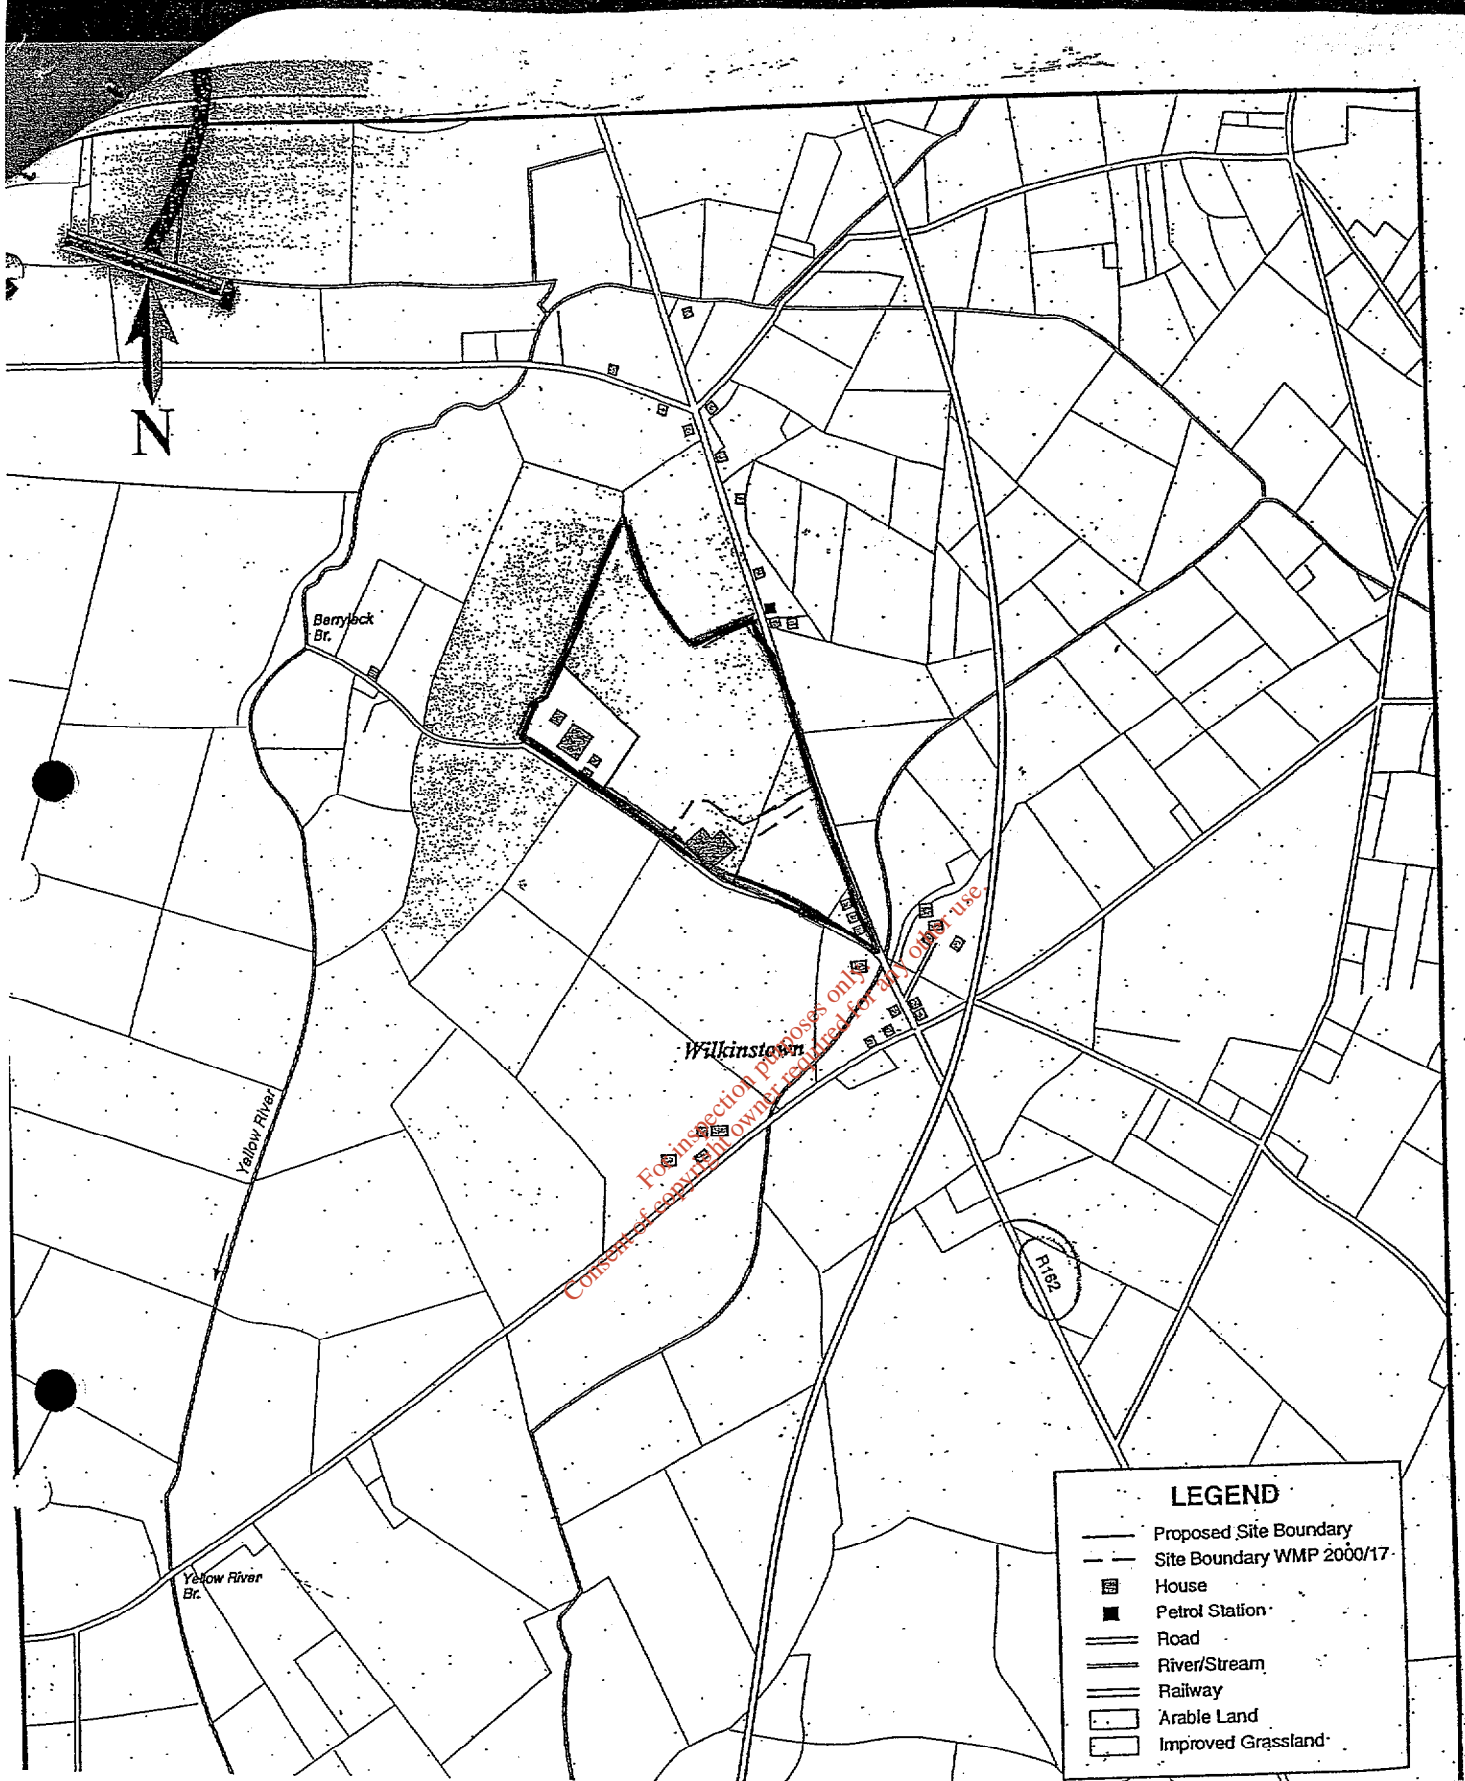 N
Berryjack
Br.
Wilkinstown
Yellow River
R162
Yellow River
Br.
For inspection purposes only.
Consent of copyright owner required for any other use.
LEGEND
Proposed Site Boundary
Site Boundary WMP 2000/17
House
Petrol Station
Road
River/Stream
Railway
Arable Land
Improved Grassland